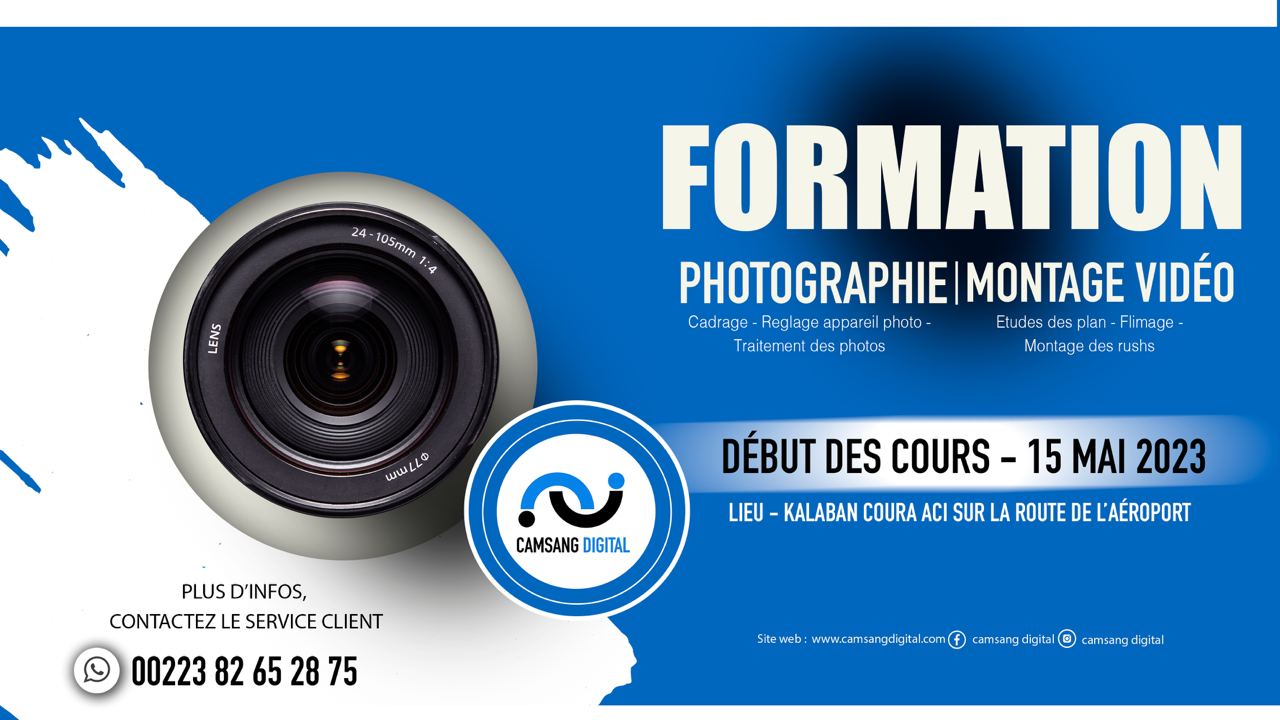 FORMATION
PHOTOGRAPHIE|MONTAGE VIDÉO
Cadrage - Reglage appareil photo -
Traitement des photos
Etudes des plan - Flimage -
Montage des rushs
DÉBUT DES COURS - 15 MAI 2023
LIEU - KALABAN COURA ACI SUR LA ROUTE DE L'AÉROPORT
24-105mm 1:4
LENS
Φ77mm
CAMSANG DIGITAL
PLUS D'INFOS,
CONTACTEZ LE SERVICE CLIENT
00223 82 65 28 75
Site web : www.camsangdigital.com camsang digital camsang digital